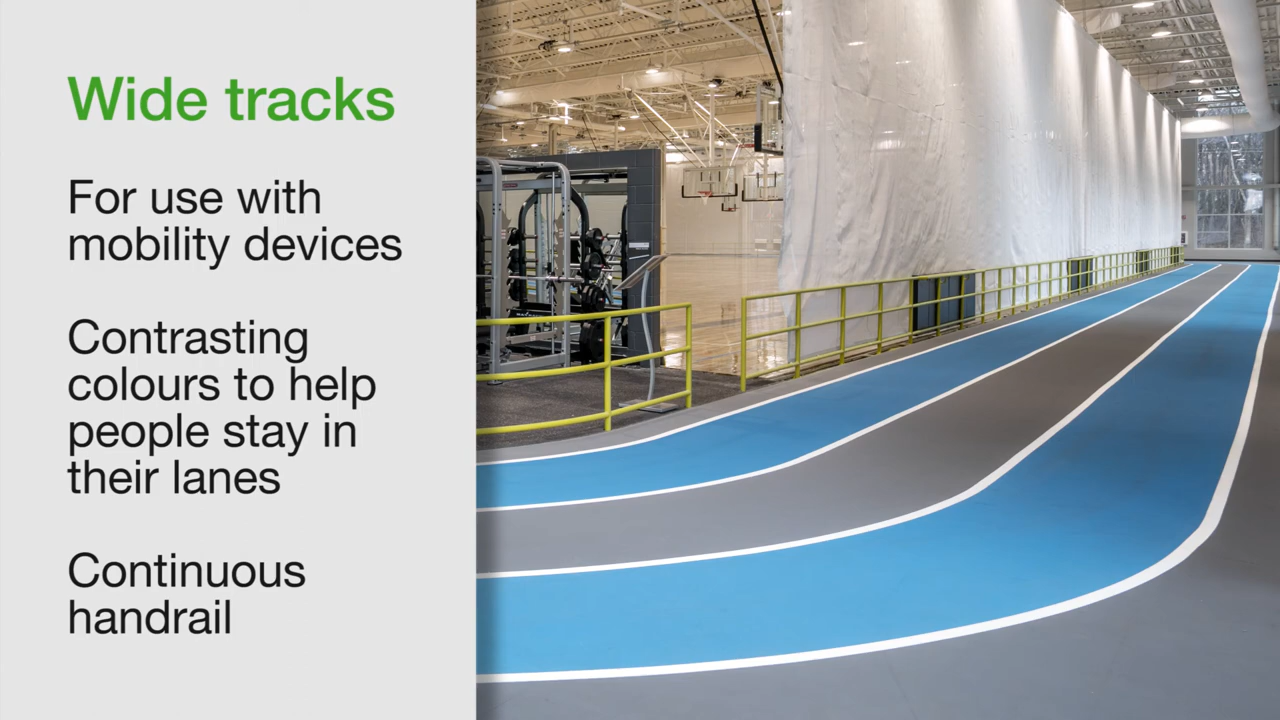 Wide tracks
For use with
mobility devices
Contrasting
colours to help
people stay in
their lanes
Continuous
handrail